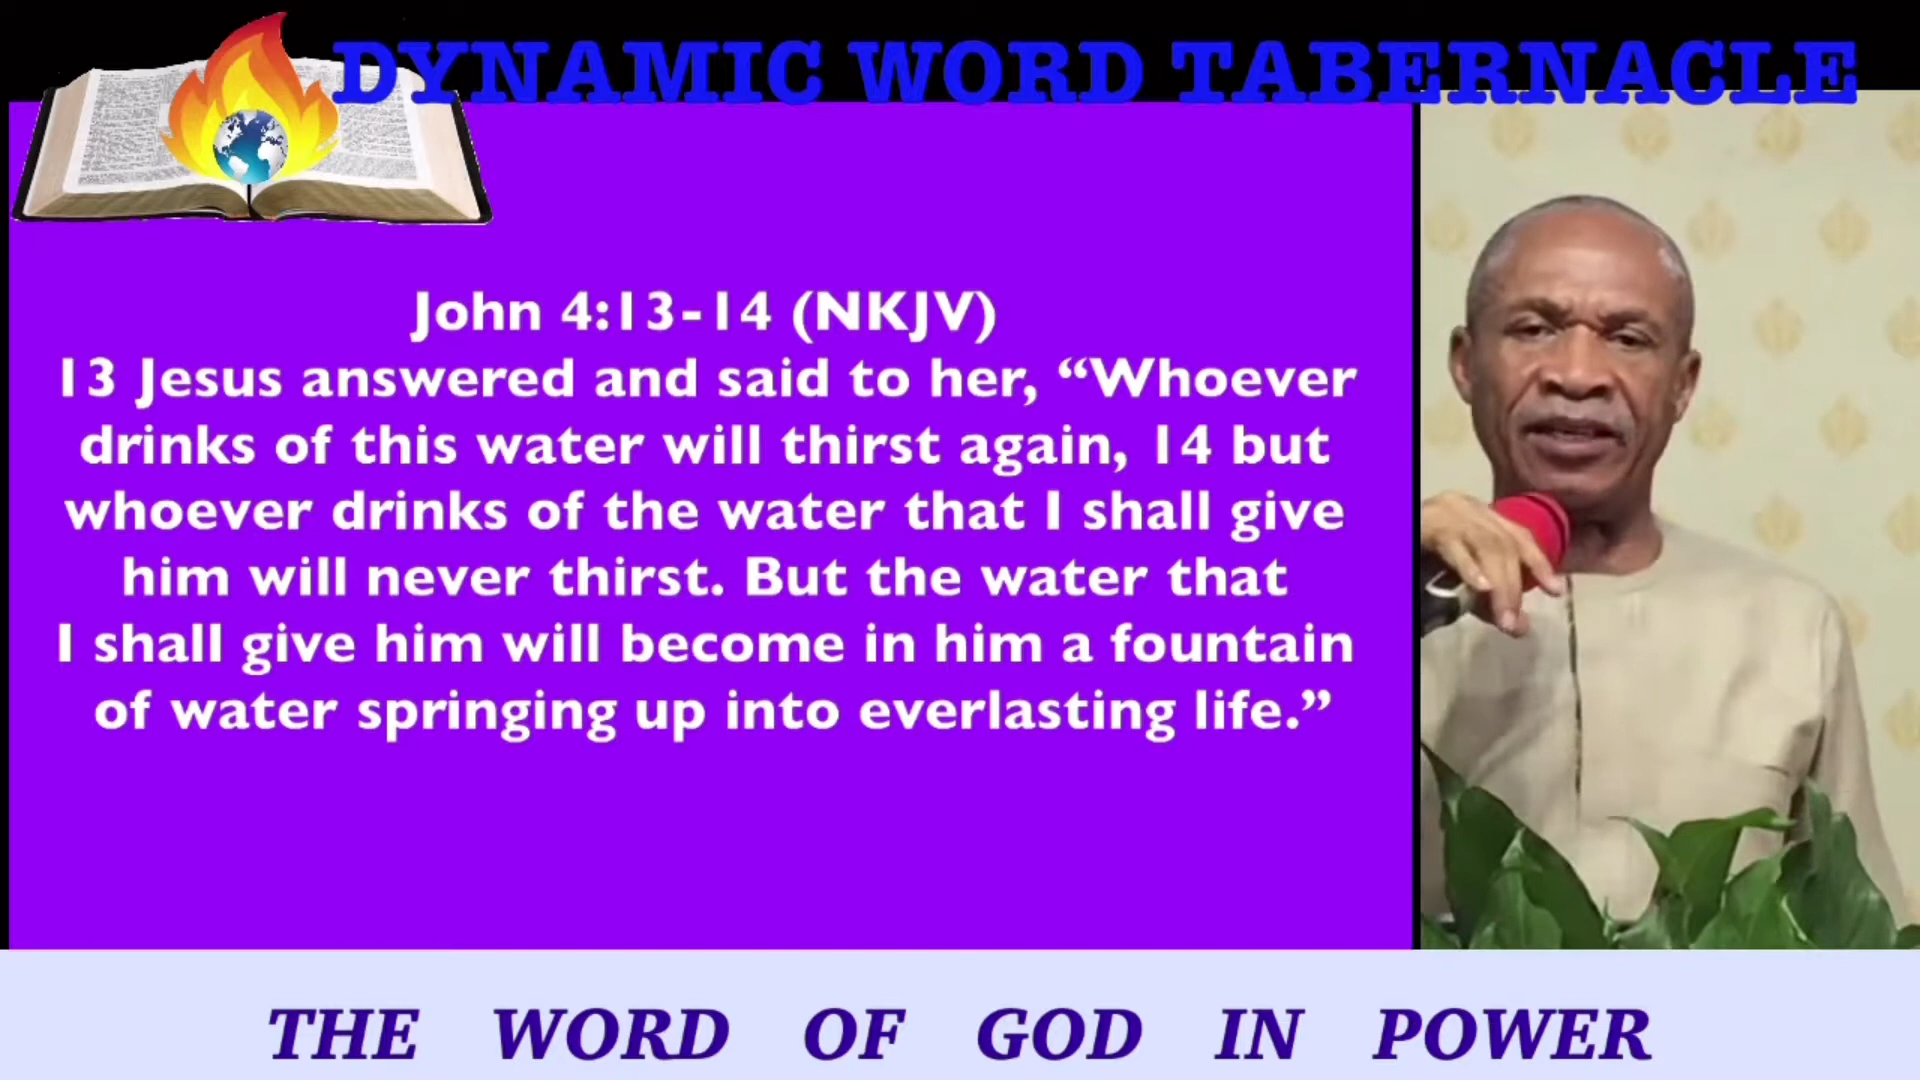 DYNAMIC WORD TABERNACLE
John 4:13-14 (NKJV)
13 Jesus answered and said to her, “Whoever
drinks of this water will thirst again, 14 but
whoever drinks of the water that I shall give
him will never thirst. But the water that
I shall give him will become in him a fountain
of water springing up into everlasting life.”
THE WORD OF GOD IN POWER